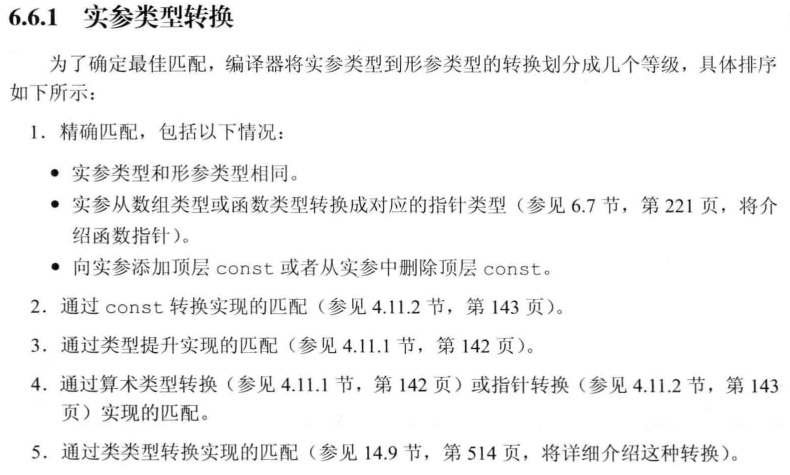 6.6.1 实参类型转换
为了确定最佳匹配，编译器将实参类型到形参类型的转换划分成几个等级，具体排序
如下所示：
1．精确匹配，包括以下情况：
● 实参类型和形参类型相同。
● 实参从数组类型或函数类型转换成对应的指针类型（参见 6.7 节，第 221 页，将介
绍函数指针）。
● 向实参添加顶层 const 或者从实参中删除顶层 const。
2．通过 const 转换实现的匹配（参见 4.11.2 节，第 143 页）。
3．通过类型提升实现的匹配（参见 4.11.1 节，第 142 页）。
4．通过算术类型转换（参见 4.11.1 节，第 142 页）或指针转换（参见 4.11.2 节，第 143
页）实现的匹配。
5．通过类类型转换实现的匹配（参见 14.9 节，第 514 页，将详细介绍这种转换）。